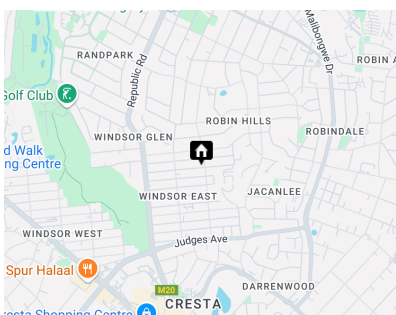 RANDPARK
Republic Rd
Malibongwe Dr
ROBIN A
Golf Club
ROBIN HILLS
WINDSOR GLEN
ROBINDALE
d Walk
ng Centre
JACANLEE
WINDSOR EAST
WINDSOR WEST
Judges Ave
Spur Halaal
M20
DARRENWOOD
CRESTA
resta Shopping Centre